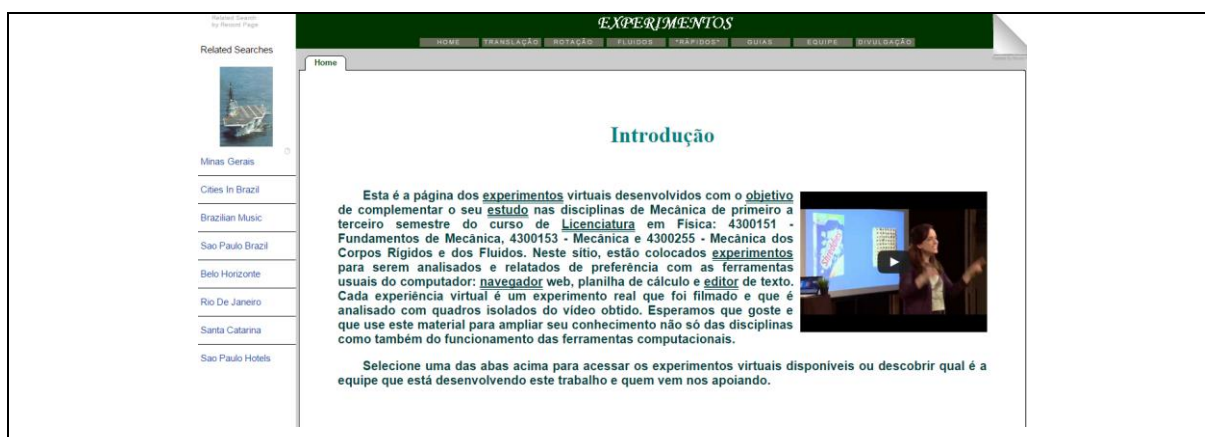 Related Search
by Recent Page
Related Searches
Minas Gerais
Cities In Brazil
Brazilian Music
Sao Paulo Brazil
Belo Horizonte
Rio De Janeiro
Santa Catarina
Sao Paulo Hotels
EXPERIMENTOS
HOME TRANSLAÇÃO ROTAÇÃO FLUIDOS "RÁPIDOS" GUIAS EQUIPE DIVULGAÇÃO
Home
Introdução
Esta é a página dos experimentos virtuais desenvolvidos com o objetivo
de complementar o seu estudo nas disciplinas de Mecânica de primeiro a
terceiro semestre do curso de Licenciatura em Física: 4300151 -
Fundamentos de Mecânica, 4300153 - Mecânica e 4300255 - Mecânica dos
Corpos Rígidos e dos Fluidos. Neste sítio, estão colocados experimentos
para serem analisados e relatados de preferência com as ferramentas
usuais do computador: navegador web, planilha de cálculo e editor de texto.
Cada experiência virtual é um experimento real que foi filmado e que é
analisado com quadros isolados do vídeo obtido. Esperamos que goste e
que use este material para ampliar seu conhecimento não só das disciplinas
como também do funcionamento das ferramentas computacionais.
Selecione uma das abas acima para acessar os experimentos virtuais disponíveis ou descobrir qual é a
equipe que está desenvolvendo este trabalho e quem vem nos apoiando.